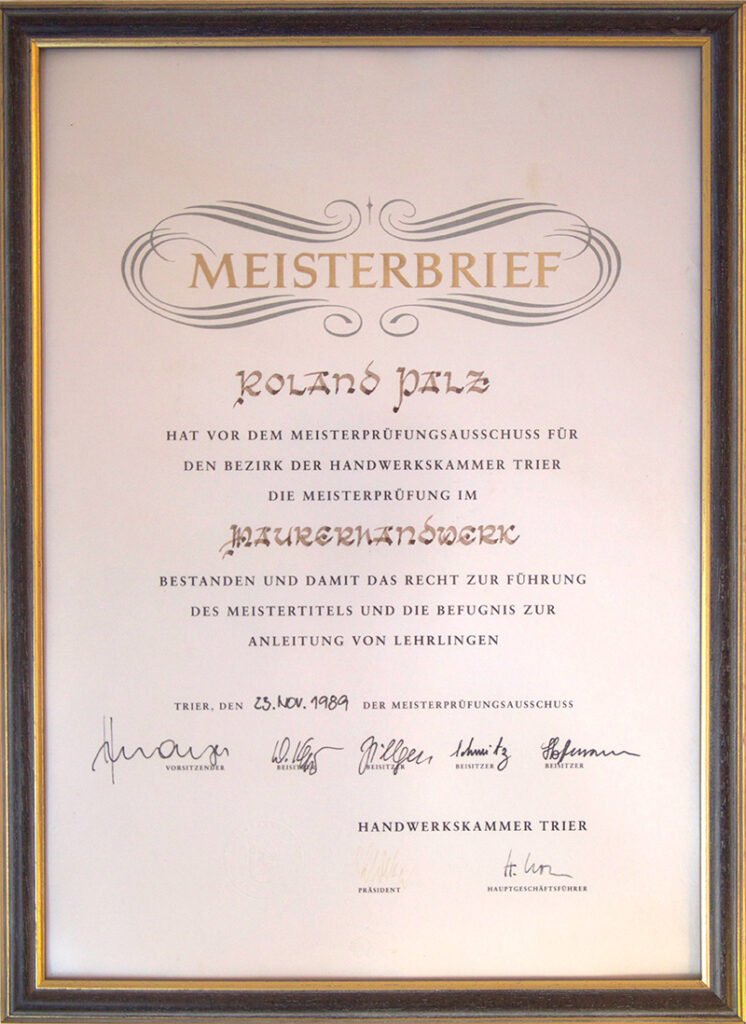 MEISTERBRIEF
ROLAND PALZ
HAT VOR DEM MEISTERPRÜFUNGSAUSSCHUSS FÜR
DEN BEZIRK DER HANDWERKSKAMMER TRIER
DIE MEISTERPRÜFUNG IM
MAURERHANDWERK
BESTANDEN UND DAMIT DAS RECHT ZUR FÜHRUNG
DES MEISTERTITELS UND DIE BEFUGNIS ZUR
ANLEITUNG VON LEHRLINGEN
TRIER, DEN 23. NOV. 1989 DER MEISTERPRÜFUNGSAUSSCHUSS
Schmitz Hofmann
VORSITZENDER BEISITZER BEISITZER BEISITZER BEISITZER
HANDWERKSKAMMER TRIER
PRÄSIDENT HAUPTGESCHÄFTSFÜHRER